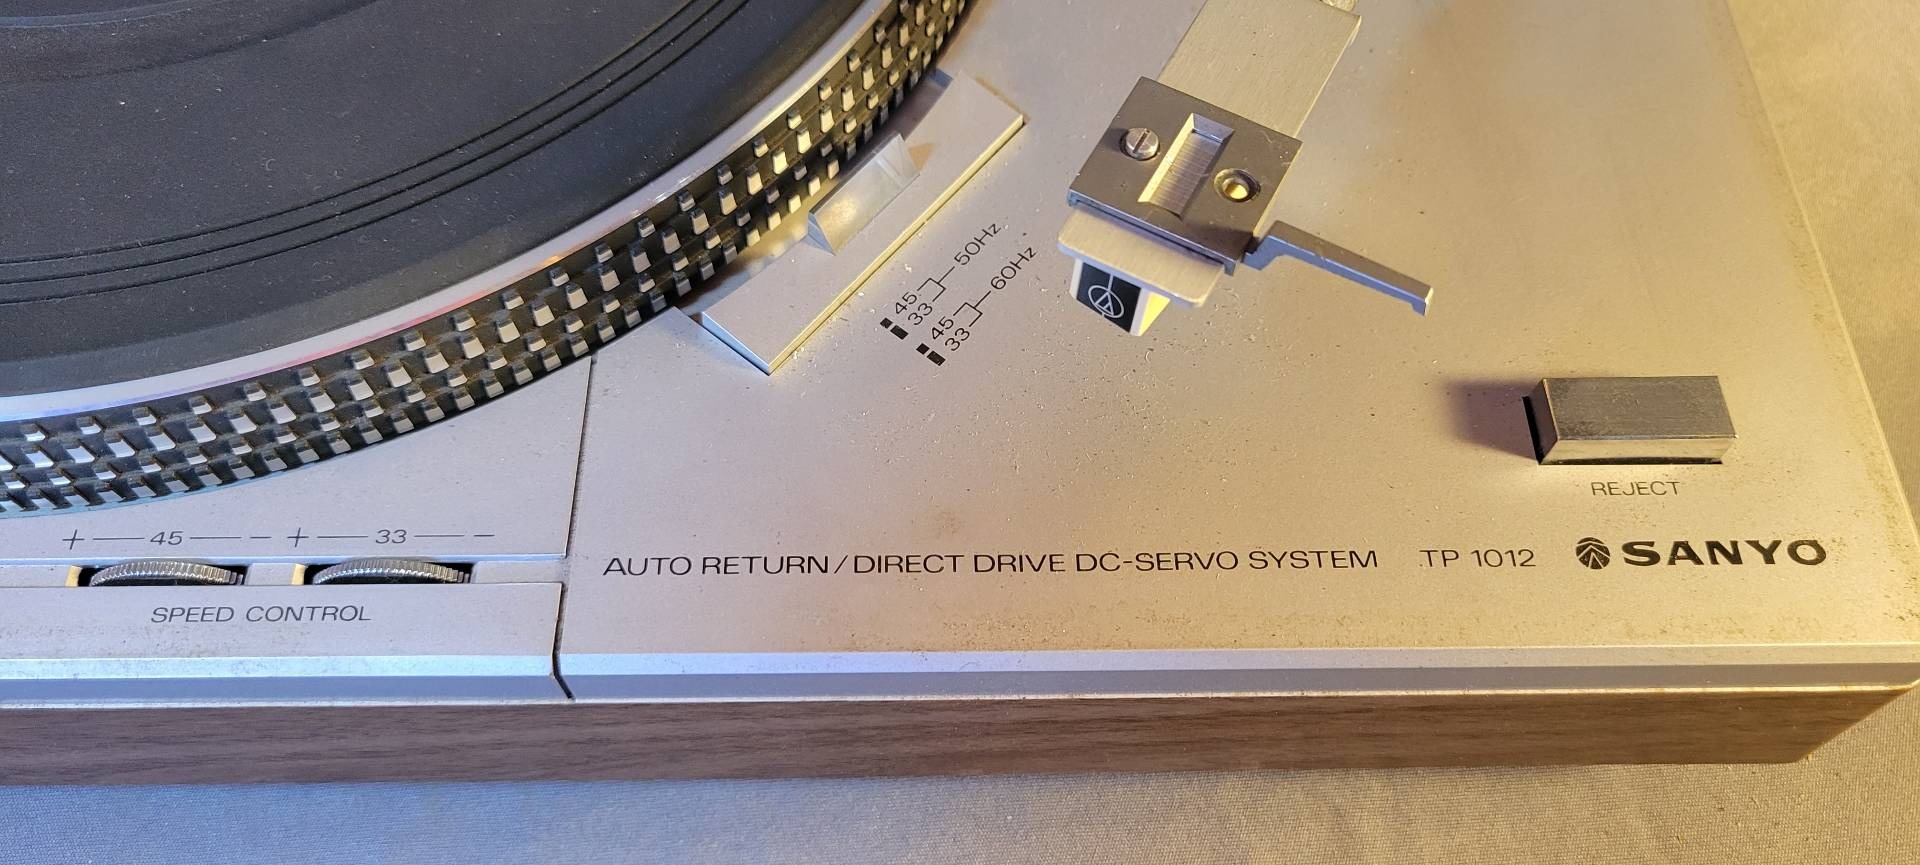 45 50Hz
33
45 60Hz
33
REJECT
+ — 45 — − + — 33 — −
SPEED CONTROL
AUTO RETURN/DIRECT DRIVE DC-SERVO SYSTEM TP 1012 SANYO